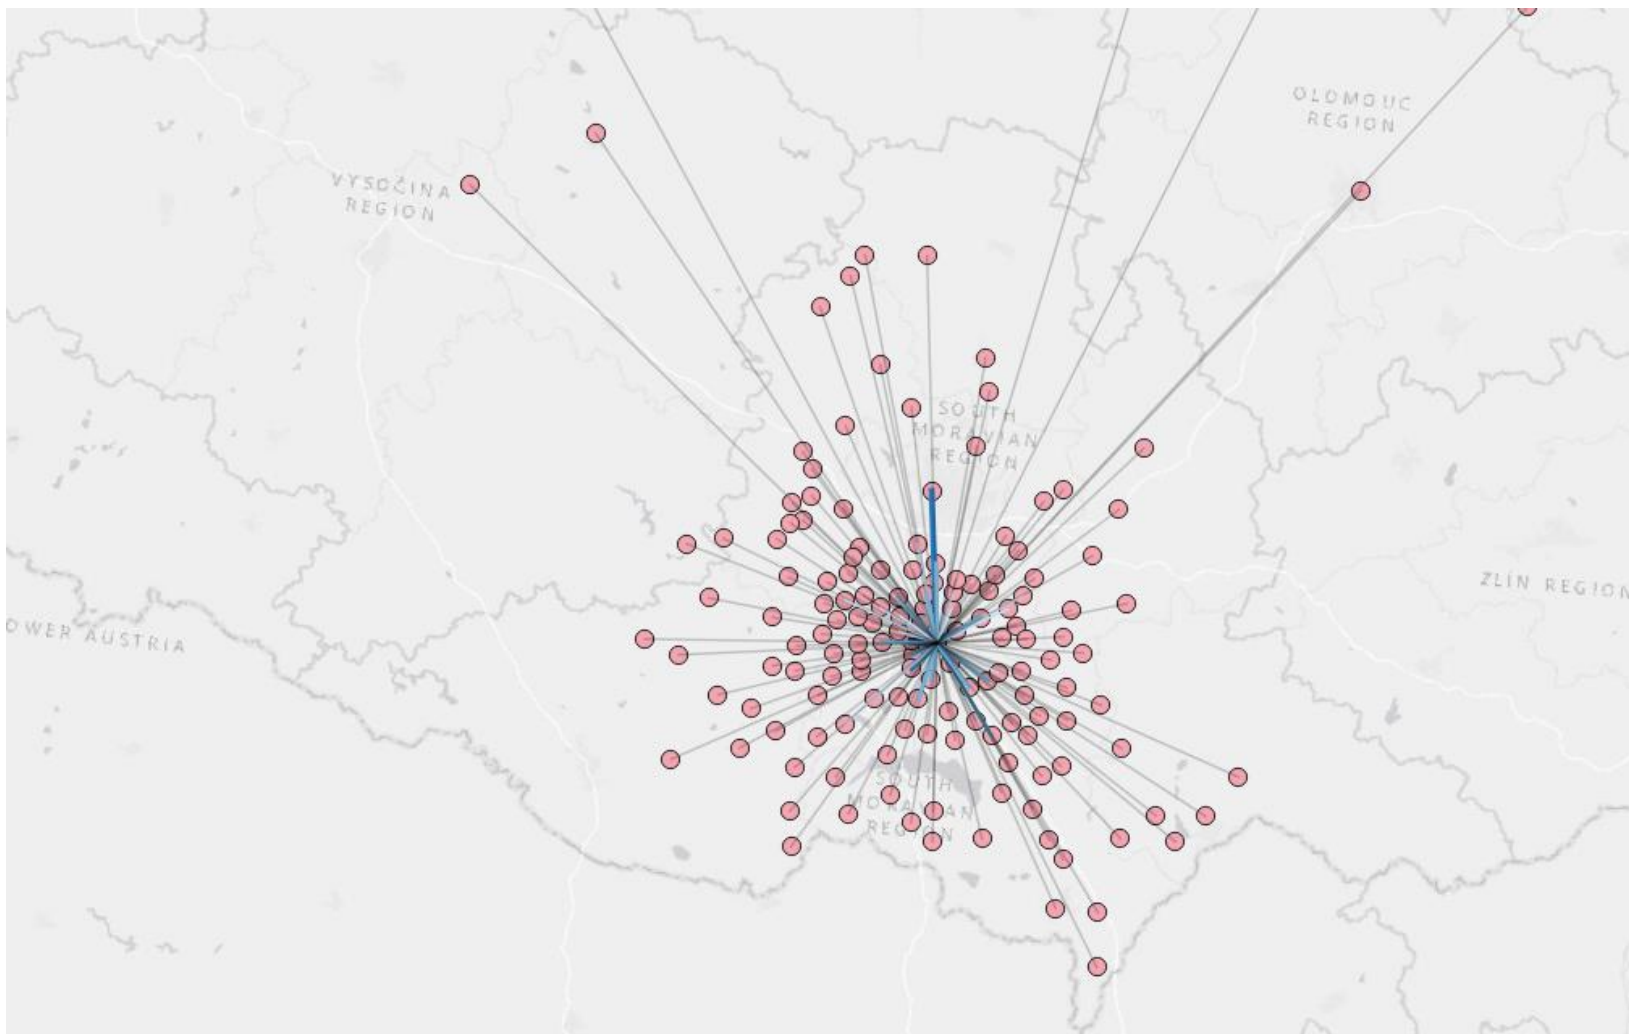 OLOMOUC
REGION
VYSOČINA
REGION
SOUTH
MORAVIAN
REGION
ZLÍN REGION
OWER AUSTRIA
SOUTH
MORAVIAN
REGION